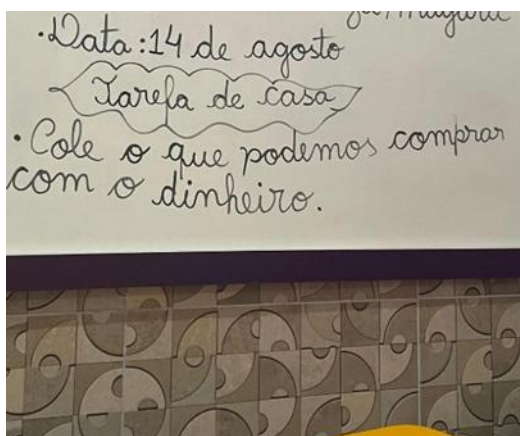 ·Data: 14 de agosto
Tarefa de casa
·Cole o que podemos comprar
com o dinheiro.